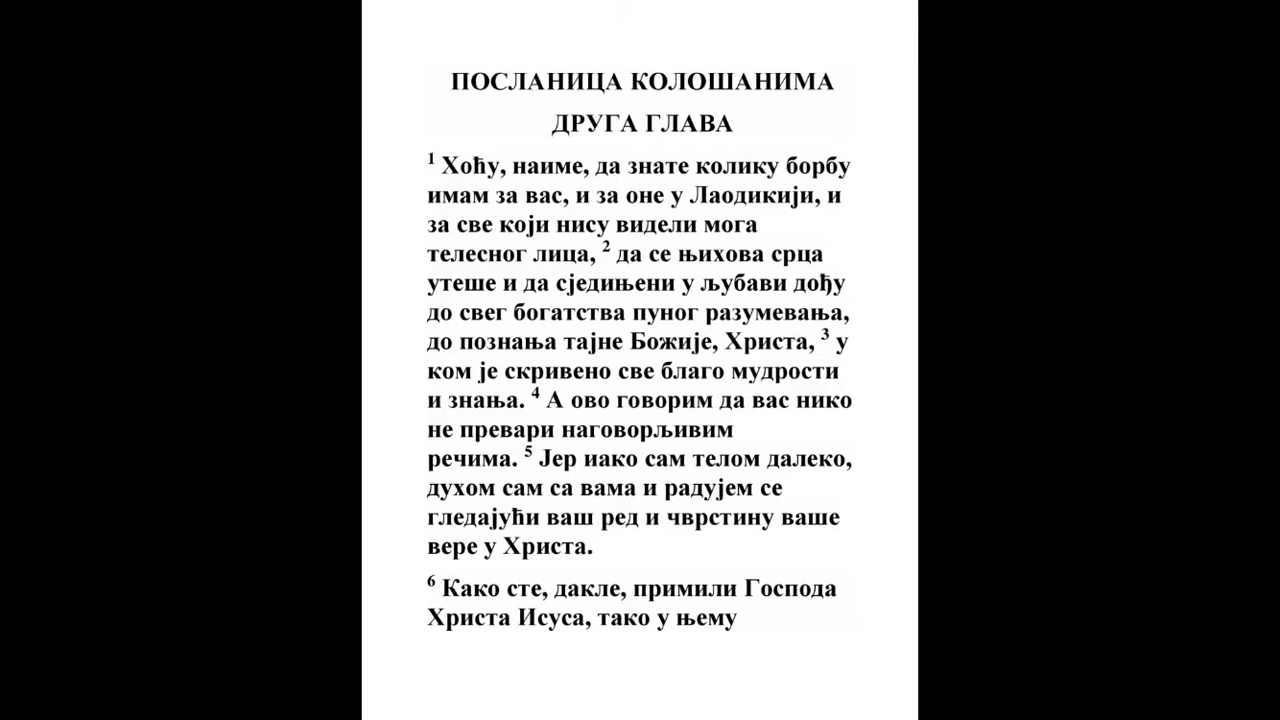 ПОСЛАНИЦА КОЛОШАНИМА
ДРУГА ГЛАВА
1 Хоћу, наиме, да знате колику борбу
имам за вас, и за оне у Лаодикији, и
за све који нису видели мога
телесног лица, 2 да се њихова срца
утеше и да сједињени у љубави дођу
до свег богатства пуног разумевања,
до познања тајне Божије, Христа, 3 у
ком је скривено све благо мудрости
и знања. 4 А ово говорим да вас нико
не превари наговорљивим
речима. 5 Јер иако сам телом далеко,
духом сам са вама и радујем се
гледајући ваш ред и чврстину ваше
вере у Христа.
6 Како сте, дакле, примили Господа
Христа Исуса, тако у њему